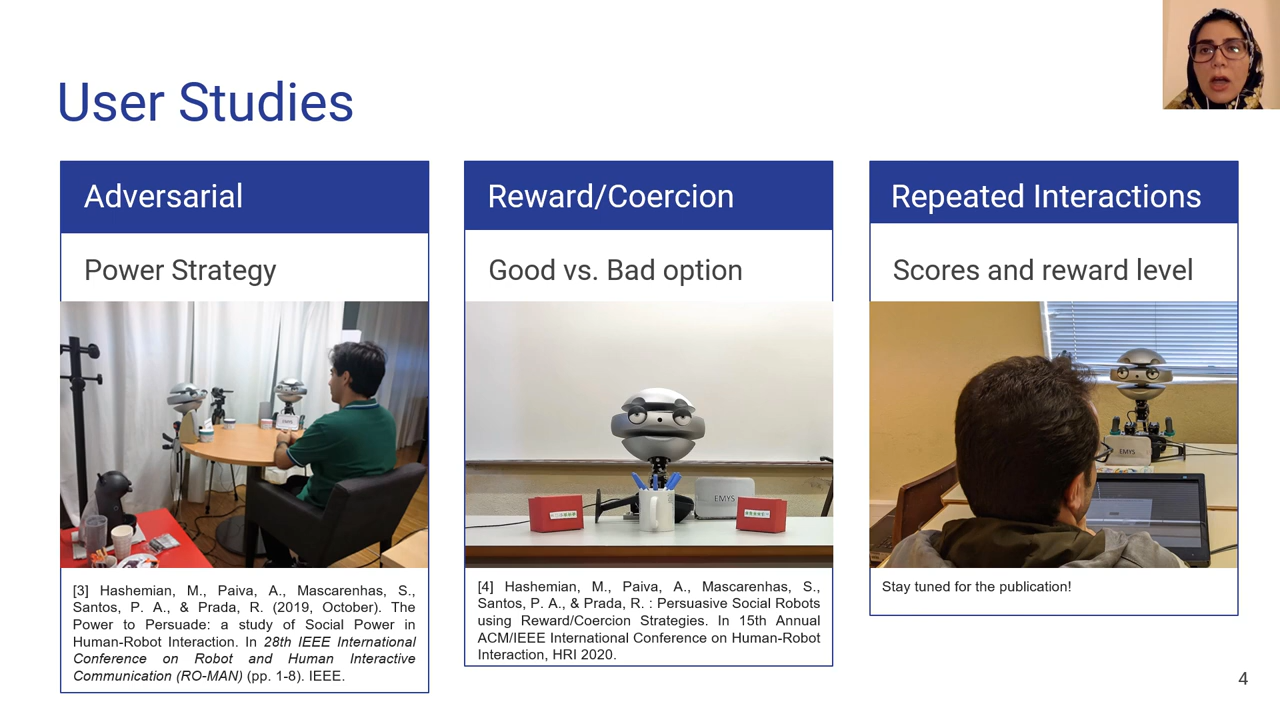 User Studies
Adversarial
Power Strategy
EMYS
[3] Hashemian, M., Paiva, A., Mascarenhas, S.,
Santos, P. A., & Prada, R. (2019, October). The
Power to Persuade: a study of Social Power in
Human-Robot Interaction. In 28th IEEE International
Conference on Robot and Human Interactive
Communication (RO-MAN) (pp. 1-8). IEEE.
Reward/Coercion
Good vs. Bad option
EMYS
[4] Hashemian, M., Paiva, A., Mascarenhas, S.,
Santos, P. A., & Prada, R. : Persuasive Social Robots
using Reward/Coercion Strategies. In 15th Annual
ACM/IEEE International Conference on Human-Robot
Interaction, HRI 2020.
Repeated Interactions
Scores and reward level
EMYS
Stay tuned for the publication!
4